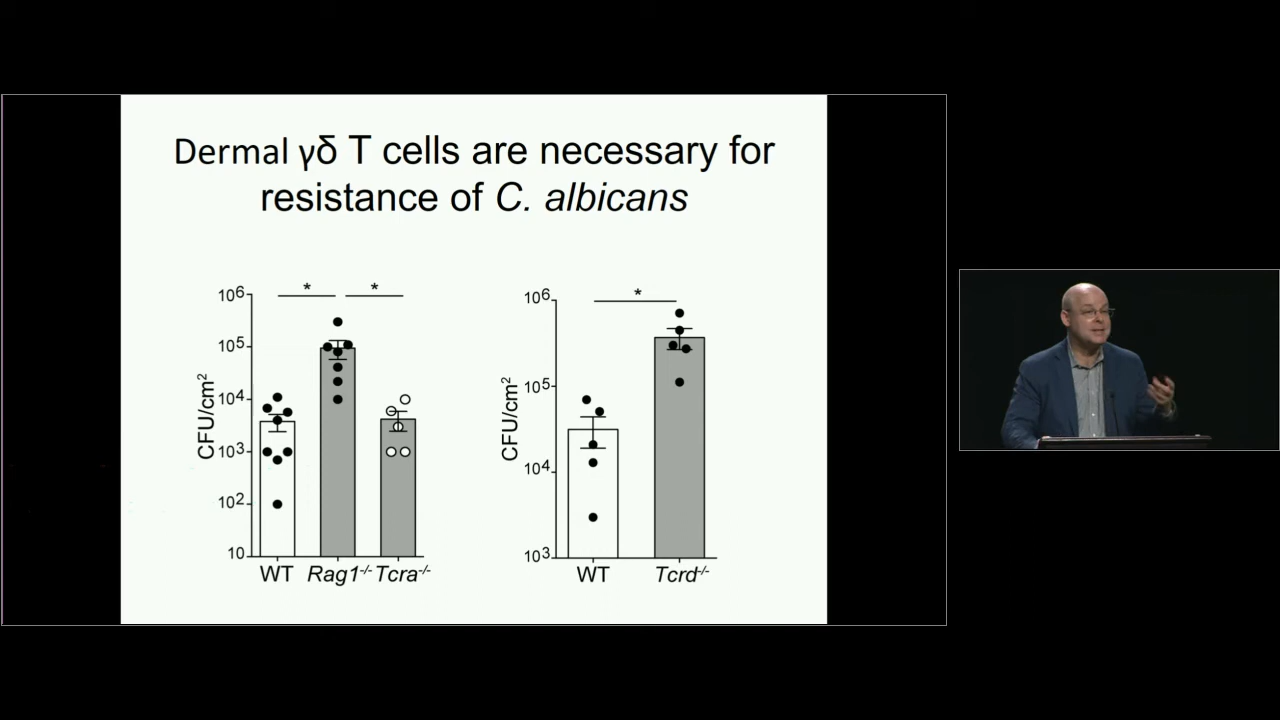 Dermal γδ T cells are necessary for
resistance of C. albicans
* *
10⁶
10⁵
10⁴
10³
10²
10
CFU/cm²
WT Rag1-/- Tcra-/-
*
10⁶
10⁵
10⁴
10³
CFU/cm²
WT Tcrd-/-